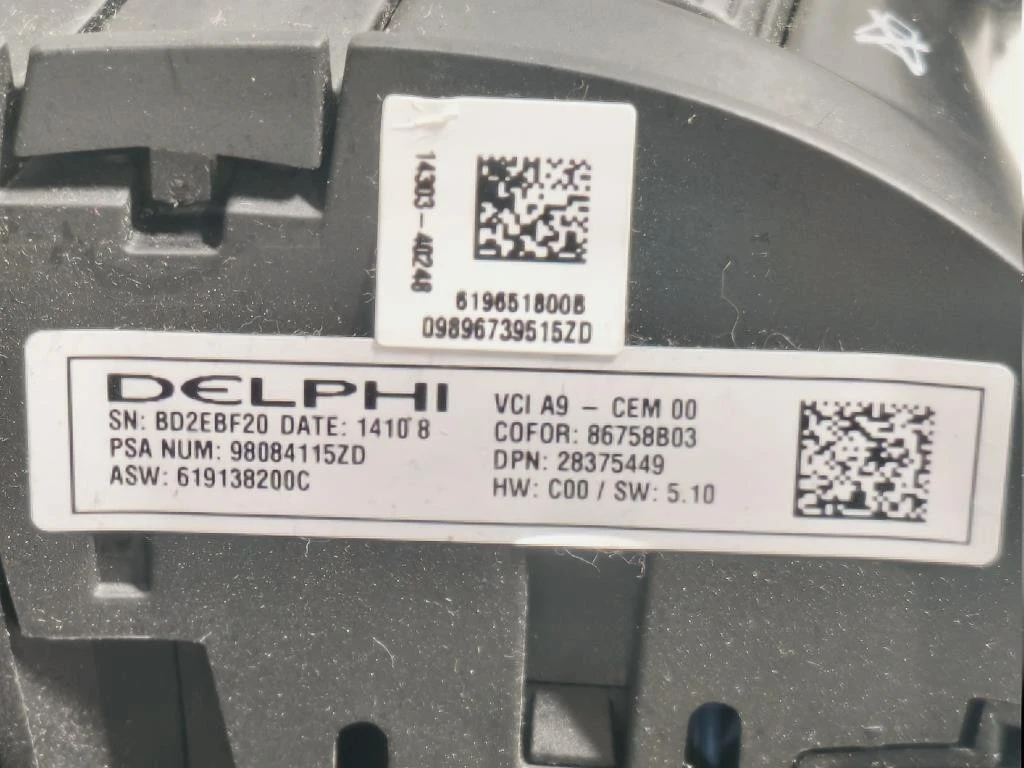 14303-40248
6196518008
09896739515ZD
DELPHI
SN: BD2EBF20 DATE: 1410 8
PSA NUM: 98084115ZD
ASW: 619138200C
VCI A9 - CEM 00
COFOR: 86758B03
DPN: 28375449
HW: C00 / SW: 5.10